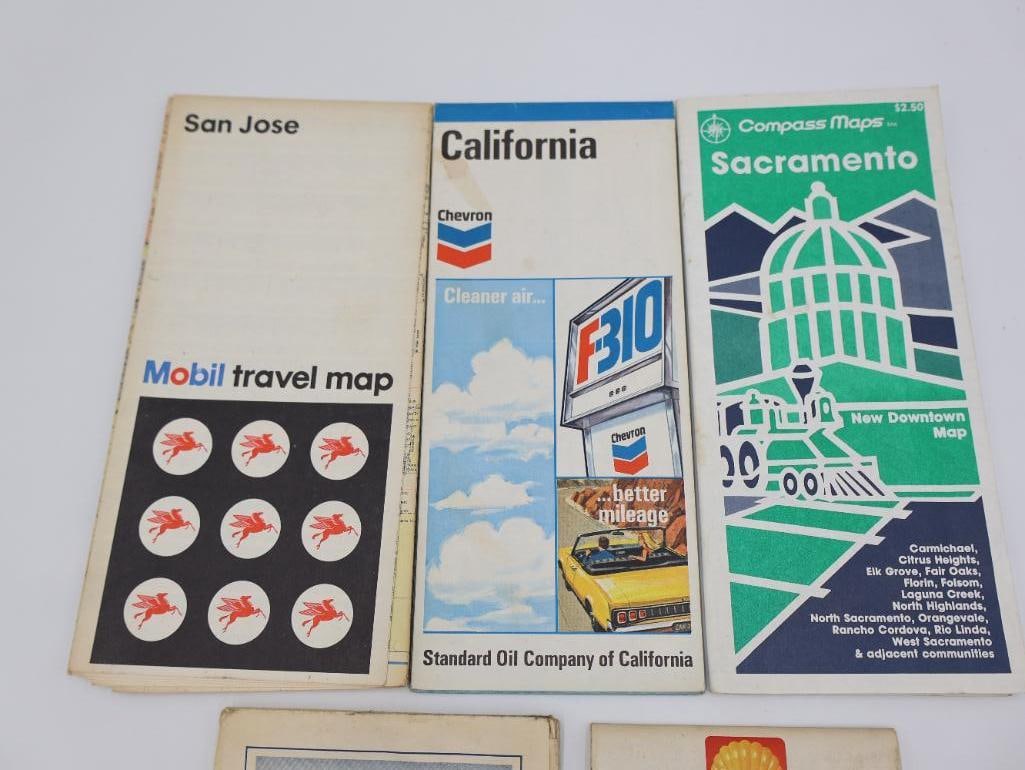 San Jose
Mobil travel map
California
Chevron
Cleaner air...
F-310
Chevron
...better
mileage
Standard Oil Company of California
$2.50
Compass Maps Inc.
Sacramento
New Downtown
Map
Carmichael,
Citrus Heights,
Elk Grove, Fair Oaks,
Florin, Folsom,
Laguna Creek,
North Highlands,
North Sacramento, Orangevale,
Rancho Cordova, Rio Linda,
West Sacramento
& adjacent communities